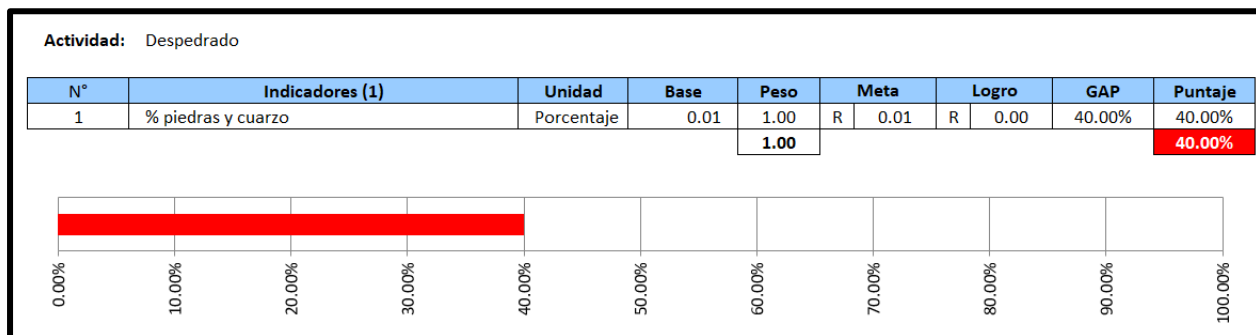 Actividad: Despedrado
N° Indicadores (1) Unidad Base Peso Meta Logro GAP Puntaje
1 % piedras y cuarzo Porcentaje 0.01 1.00 R 0.01 R 0.00 40.00% 40.00%
1.00 40.00%
0.00% 10.00% 20.00% 30.00% 40.00% 50.00% 60.00% 70.00% 80.00% 90.00% 100.00%